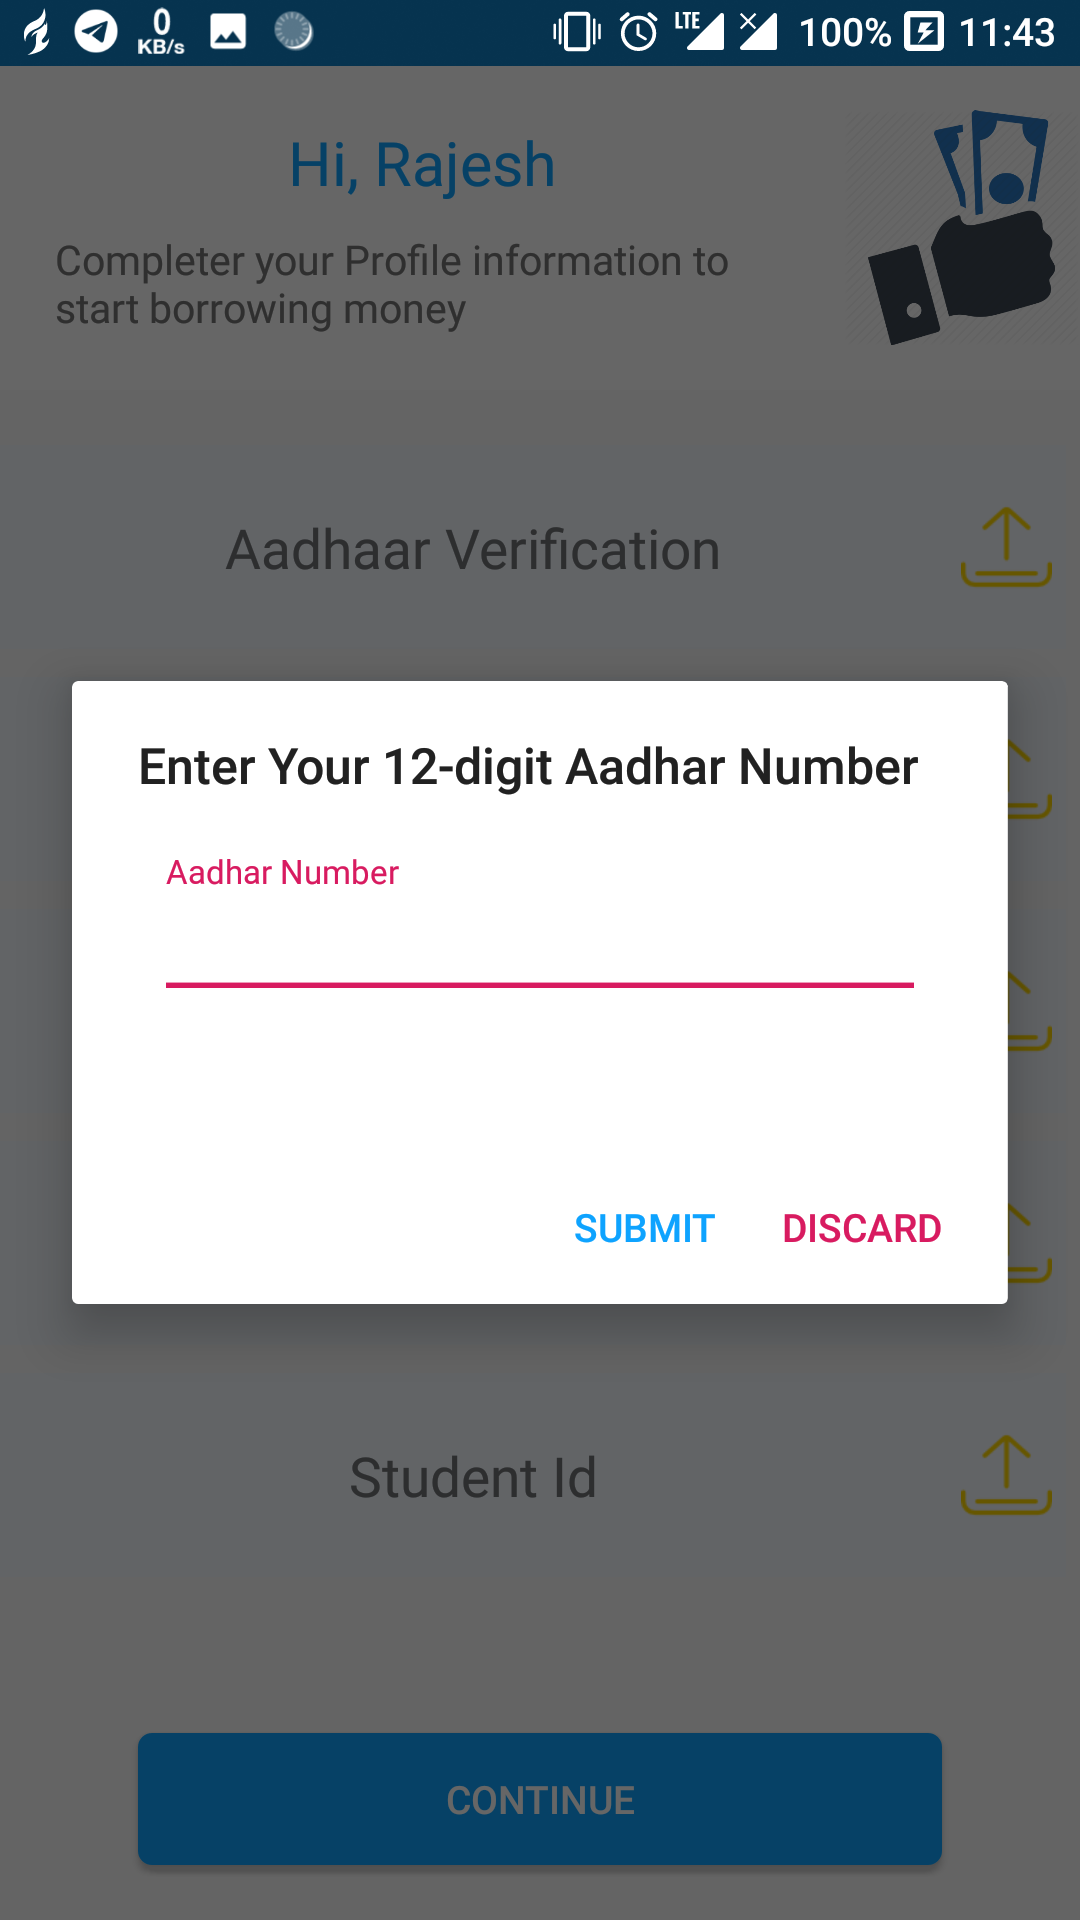 0
KB/s
LTE
100%
11:43
Hi, Rajesh
Completer your Profile information to
start borrowing money
Aadhaar Verification
Enter Your 12-digit Aadhar Number
Aadhar Number
SUBMIT
DISCARD
Student Id
CONTINUE